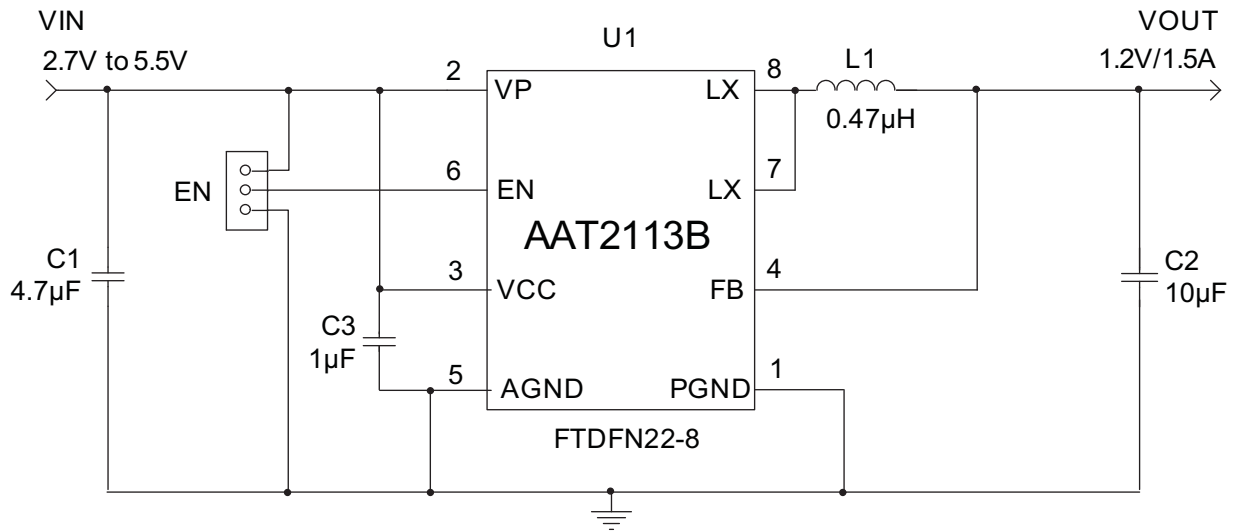 VIN
2.7V to 5.5V
U1
VOUT
1.2V/1.5A
2
VP
LX
8
L1
0.47µH
EN
6
EN
LX
7
AAT2113B
C1
4.7µF
3
VCC
FB
4
C2
10µF
C3
1µF
5
AGND
PGND
1
FTDFN22-8